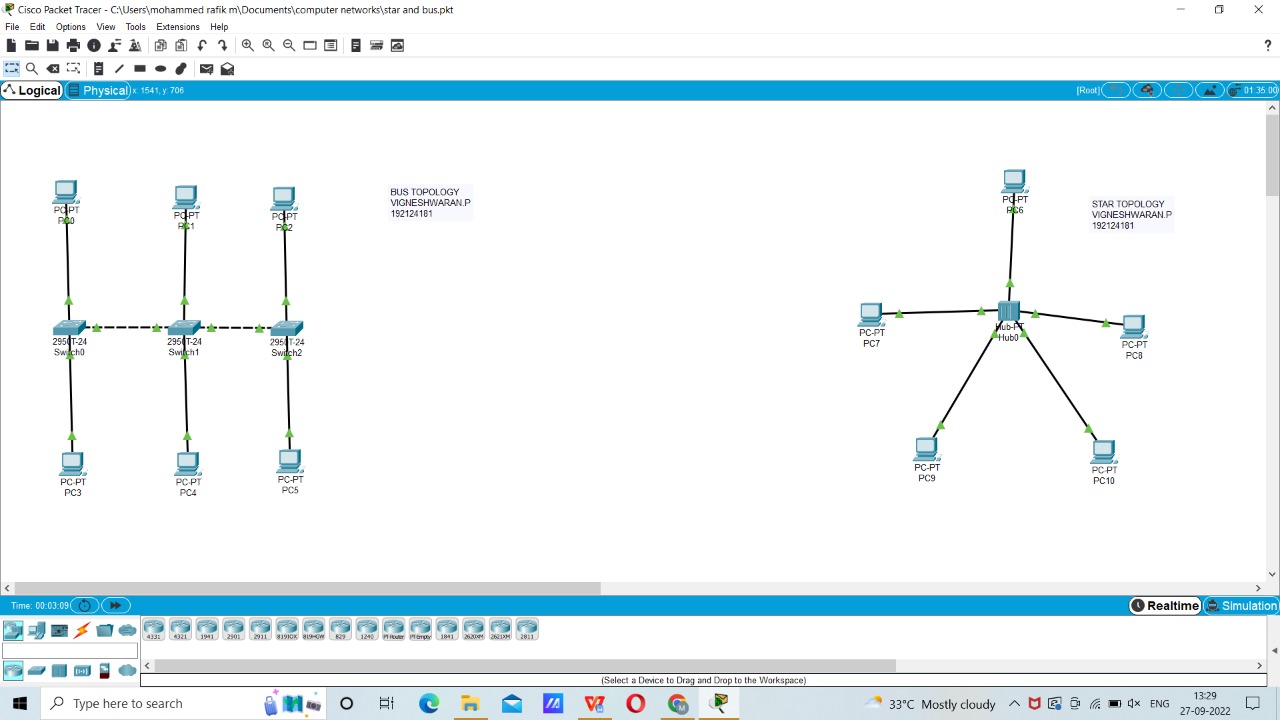 Cisco Packet Tracer - C:\Users\mohammed rafik m\Documents\computer networks\star and bus.pkt
File Edit Options View Tools Extensions Help
?
Logical Physical x: 1541, y: 706 [Root] 01:35:00
PC-PT
PC0
PC-PT
PC1
PC-PT
PC2
BUS TOPOLOGY
VIGNESHWARAN.P
192124181
PC-PT
PC6
STAR TOPOLOGY
VIGNESHWARAN.P
192124181
2950T-24
Switch0
2950T-24
Switch1
2950T-24
Switch2
PC-PT
PC7
Hub-PT
Hub0
PC-PT
PC8
PC-PT
PC3
PC-PT
PC4
PC-PT
PC5
PC-PT
PC9
PC-PT
PC10
Time: 00:03:09 Realtime Simulation
4331 4321 1941 2901 2911 819IOX 819HGW 829 1240 PT-Router PT-Empty 1841 2620XM 2621XM 2811
(Select a Device to Drag and Drop to the Workspace)
Type here to search
33°C Mostly cloudy ENG 13:29
27-09-2022